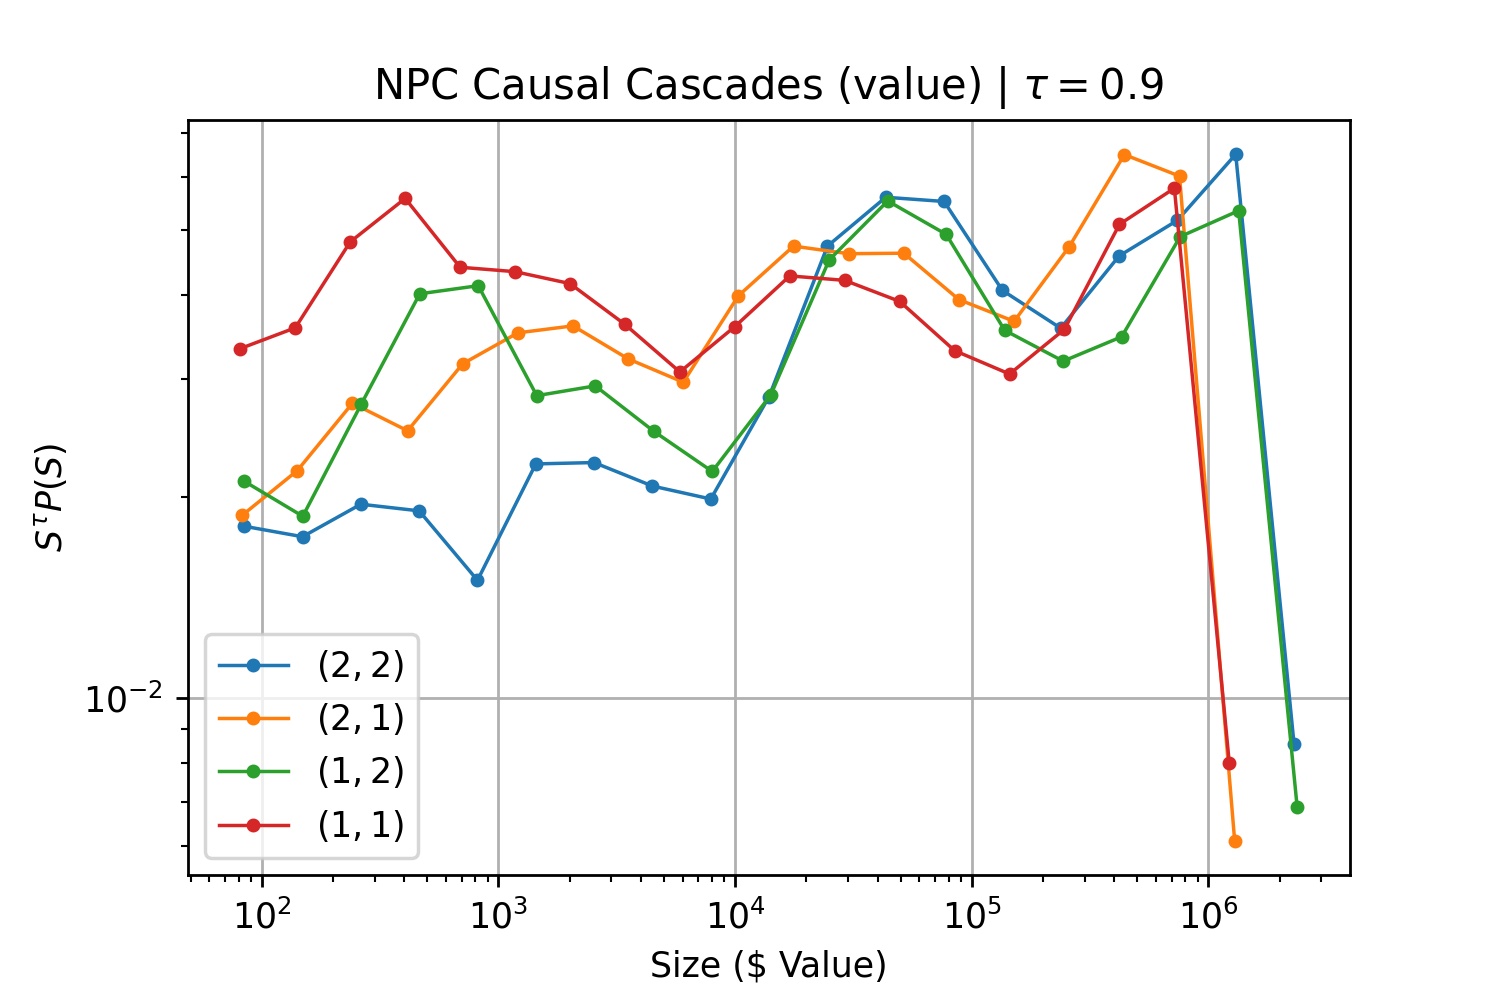 NPC Causal Cascades (value) | τ = 0.9
S^τ P(S)
10^−2
(2, 2)
(2, 1)
(1, 2)
(1, 1)
10^2 10^3 10^4 10^5 10^6
Size ($ Value)